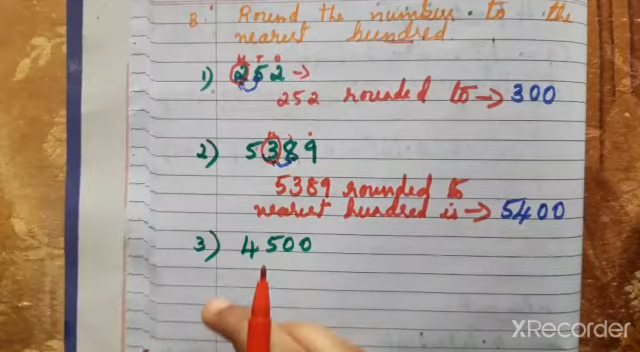 B. Round the number to the
nearest hundred.
H T O
1) 252 →
252 rounded to → 300
H
2) 5389
5389 rounded to
nearest hundred is → 5400
3) 4500
XRecorder